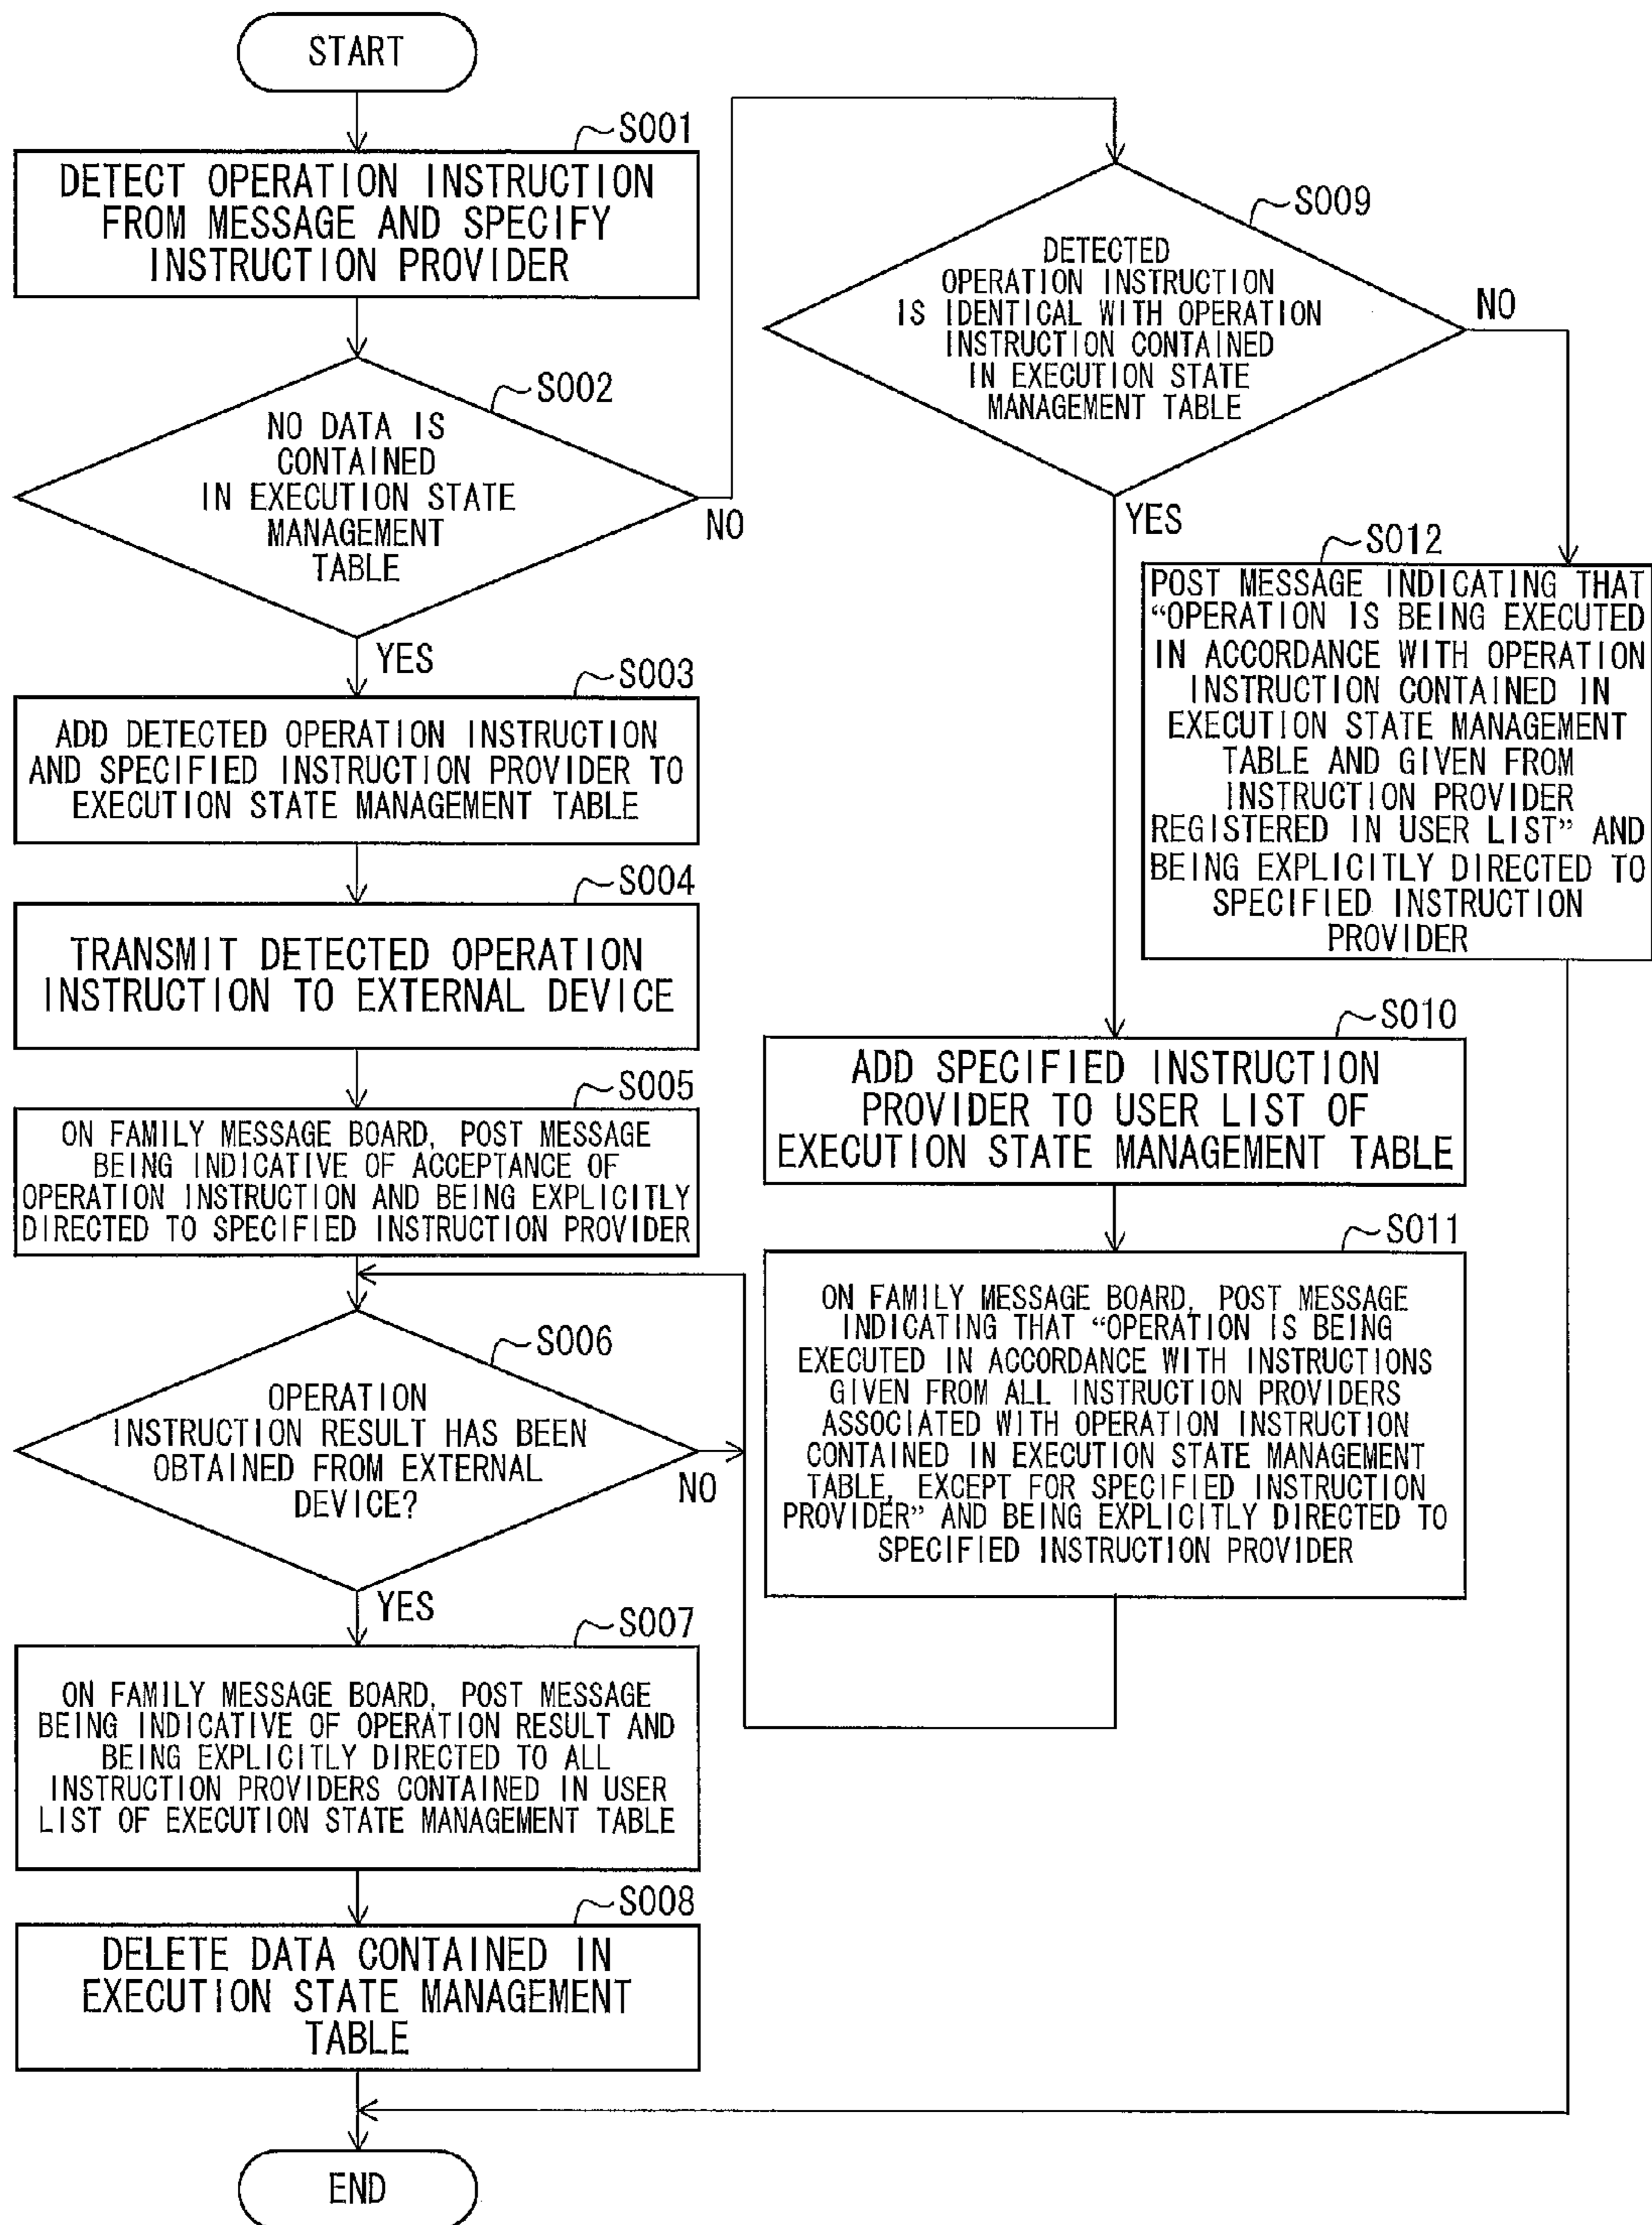 START
S001
DETECT OPERATION INSTRUCTION
FROM MESSAGE AND SPECIFY
INSTRUCTION PROVIDER
S002
NO DATA IS
CONTAINED
IN EXECUTION STATE
MANAGEMENT
TABLE
NO
YES
S003
ADD DETECTED OPERATION INSTRUCTION
AND SPECIFIED INSTRUCTION PROVIDER TO
EXECUTION STATE MANAGEMENT TABLE
S004
TRANSMIT DETECTED OPERATION
INSTRUCTION TO EXTERNAL DEVICE
S005
ON FAMILY MESSAGE BOARD, POST MESSAGE
BEING INDICATIVE OF ACCEPTANCE OF
OPERATION INSTRUCTION AND BEING EXPLICITLY
DIRECTED TO SPECIFIED INSTRUCTION PROVIDER
S006
OPERATION
INSTRUCTION RESULT HAS BEEN
OBTAINED FROM EXTERNAL
DEVICE?
NO
YES
S007
ON FAMILY MESSAGE BOARD, POST MESSAGE
BEING INDICATIVE OF OPERATION RESULT AND
BEING EXPLICITLY DIRECTED TO ALL
INSTRUCTION PROVIDERS CONTAINED IN USER
LIST OF EXECUTION STATE MANAGEMENT TABLE
S008
DELETE DATA CONTAINED IN
EXECUTION STATE MANAGEMENT
TABLE
END
S009
DETECTED
OPERATION INSTRUCTION
IS IDENTICAL WITH OPERATION
INSTRUCTION CONTAINED
IN EXECUTION STATE
MANAGEMENT TABLE
NO
YES
S012
POST MESSAGE INDICATING THAT
“OPERATION IS BEING EXECUTED
IN ACCORDANCE WITH OPERATION
INSTRUCTION CONTAINED IN
EXECUTION STATE MANAGEMENT
TABLE AND GIVEN FROM
INSTRUCTION PROVIDER
REGISTERED IN USER LIST” AND
BEING EXPLICITLY DIRECTED TO
SPECIFIED INSTRUCTION
PROVIDER
S010
ADD SPECIFIED INSTRUCTION
PROVIDER TO USER LIST OF
EXECUTION STATE MANAGEMENT TABLE
S011
ON FAMILY MESSAGE BOARD, POST MESSAGE
INDICATING THAT “OPERATION IS BEING
EXECUTED IN ACCORDANCE WITH INSTRUCTIONS
GIVEN FROM ALL INSTRUCTION PROVIDERS
ASSOCIATED WITH OPERATION INSTRUCTION
CONTAINED IN EXECUTION STATE MANAGEMENT
TABLE, EXCEPT FOR SPECIFIED INSTRUCTION
PROVIDER” AND BEING EXPLICITLY DIRECTED TO
SPECIFIED INSTRUCTION PROVIDER